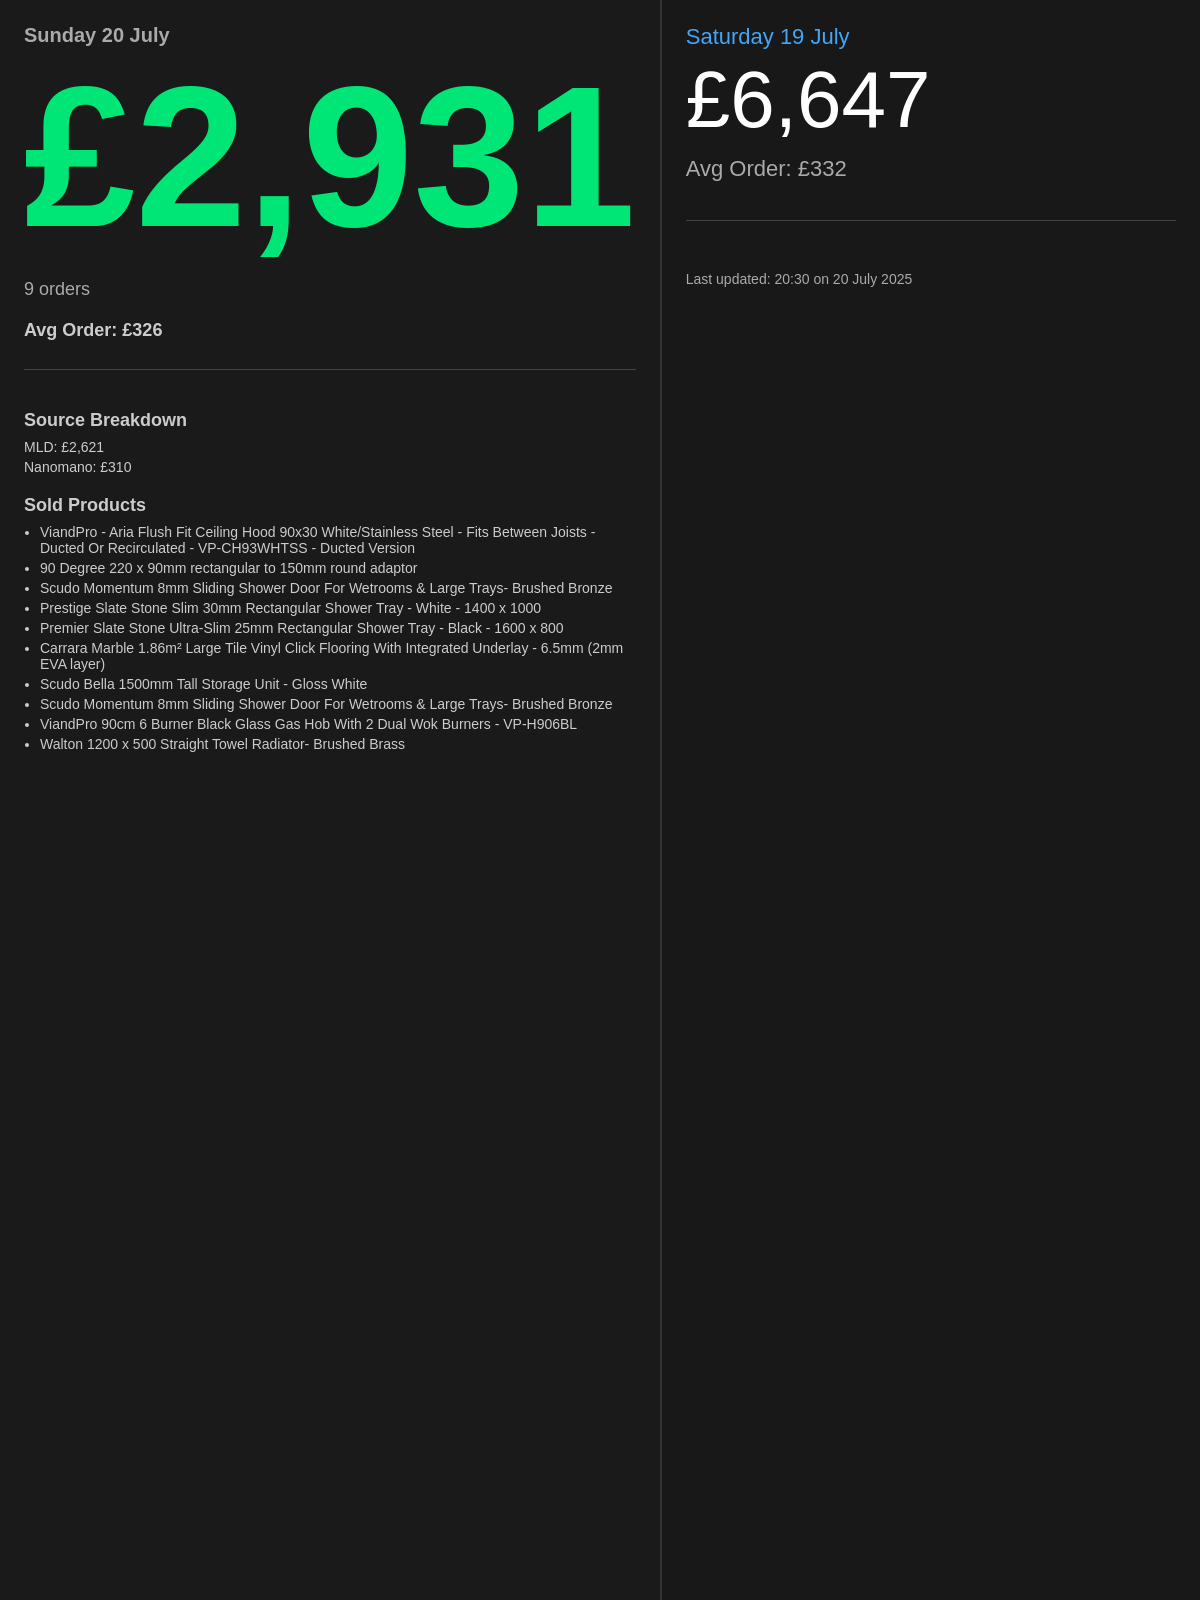 Sunday 20 July
£2,931
9 orders
Avg Order: £326
Source Breakdown
MLD: £2,621
Nanomano: £310
Sold Products
• ViandPro - Aria Flush Fit Ceiling Hood 90x30 White/Stainless Steel - Fits Between Joists -
Ducted Or Recirculated - VP-CH93WHTSS - Ducted Version
• 90 Degree 220 x 90mm rectangular to 150mm round adaptor
• Scudo Momentum 8mm Sliding Shower Door For Wetrooms & Large Trays- Brushed Bronze
• Prestige Slate Stone Slim 30mm Rectangular Shower Tray - White - 1400 x 1000
• Premier Slate Stone Ultra-Slim 25mm Rectangular Shower Tray - Black - 1600 x 800
• Carrara Marble 1.86m² Large Tile Vinyl Click Flooring With Integrated Underlay - 6.5mm (2mm
EVA layer)
• Scudo Bella 1500mm Tall Storage Unit - Gloss White
• Scudo Momentum 8mm Sliding Shower Door For Wetrooms & Large Trays- Brushed Bronze
• ViandPro 90cm 6 Burner Black Glass Gas Hob With 2 Dual Wok Burners - VP-H906BL
• Walton 1200 x 500 Straight Towel Radiator- Brushed Brass
Saturday 19 July
£6,647
Avg Order: £332
Last updated: 20:30 on 20 July 2025